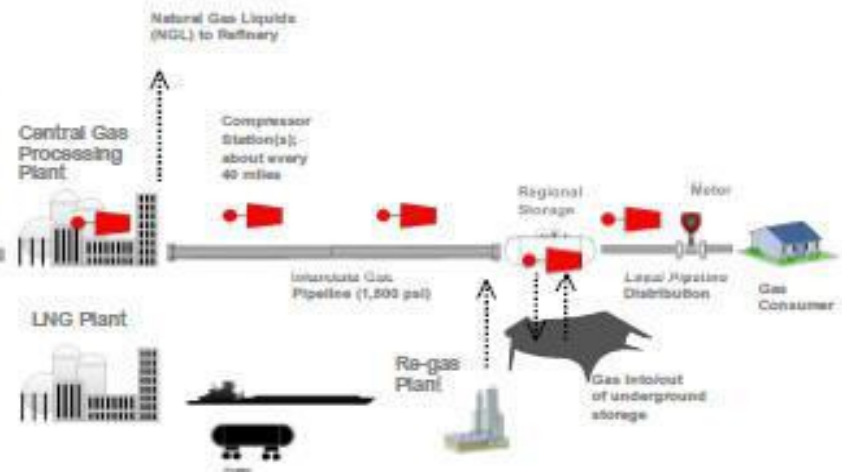 Natural Gas Liquids
(NGL) to Refinery
Central Gas
Processing
Plant
Compressor
Station(s);
about every
40 miles
Regional
Storage
Interstate Gas
Pipeline (1,500 psi)
Local Pipeline
Distribution
Gas
Consumer
LNG Plant
Re-gas
Plant
Gas into/out
of underground
storage